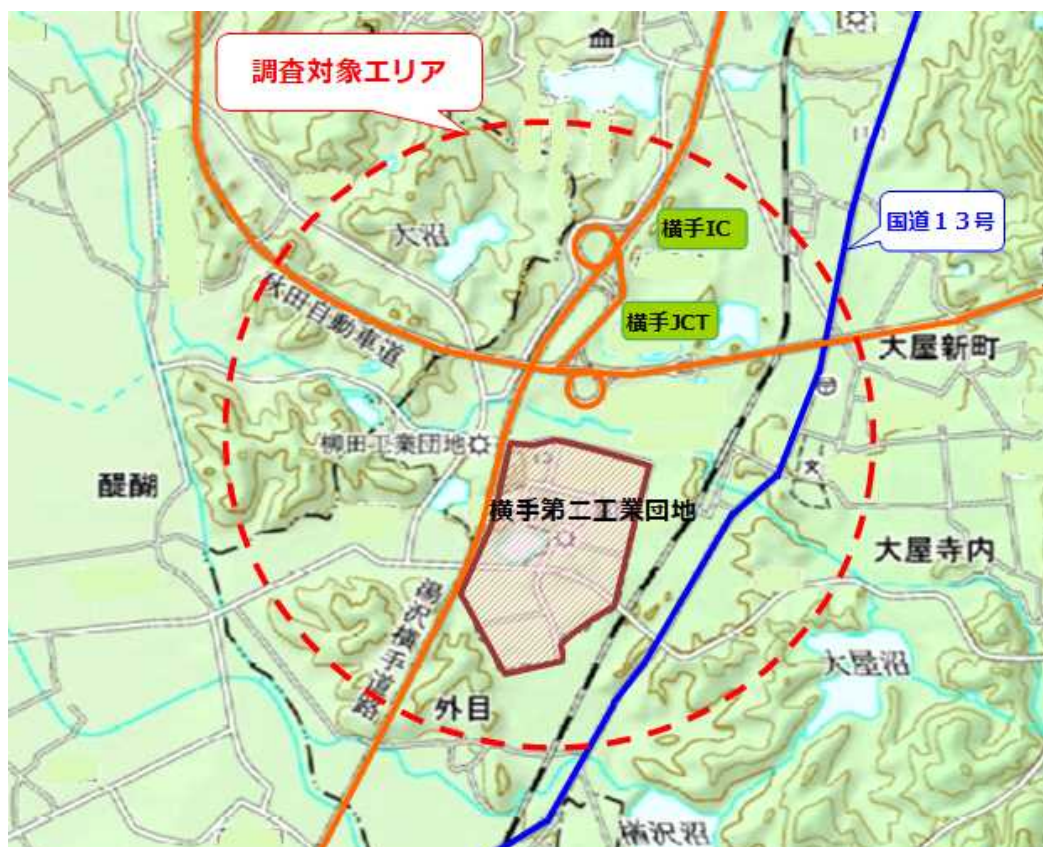 調査対象エリア
横手IC
国道13号
大沼
横手JCT
秋田自動車道
大屋新町
柳田工業団地
醍醐
横手第二工業団地
大屋寺内
湯沢横手道路
大屋沼
外目